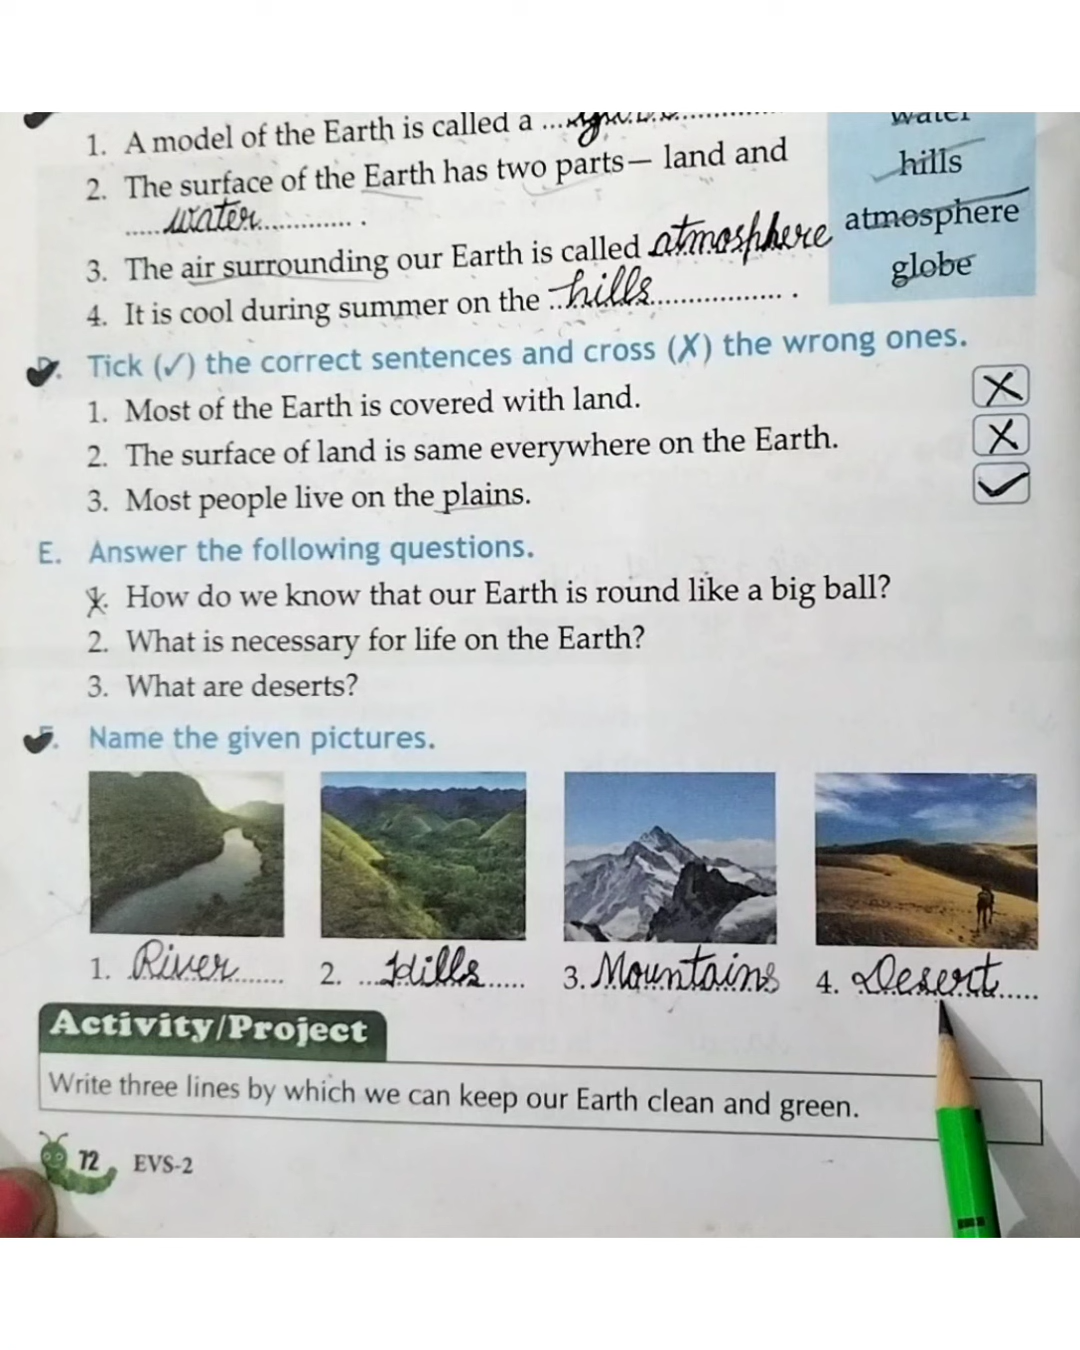 1. A model of the Earth is called a ...
water
2. The surface of the Earth has two parts— land and
hills
.....water............. .
atmosphere
3. The air surrounding our Earth is called atmosphere
globe
4. It is cool during summer on the ..hills.................... .
D. Tick (✓) the correct sentences and cross (✗) the wrong ones.
1. Most of the Earth is covered with land. ✗
2. The surface of land is same everywhere on the Earth. ✗
3. Most people live on the plains. ✓
E. Answer the following questions.
1. How do we know that our Earth is round like a big ball?
2. What is necessary for life on the Earth?
3. What are deserts?
F. Name the given pictures.
1. River....... 2. ...Hills..... 3. Mountains 4. Desert.....
Activity/Project
Write three lines by which we can keep our Earth clean and green.
72 EVS-2